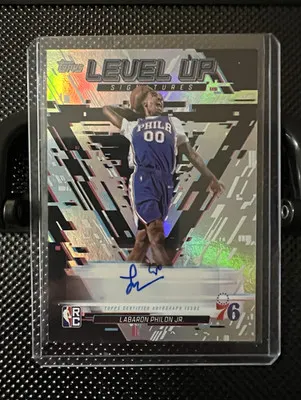 Topps
LEVEL UP
SIGNATURES
PHILA
00
TOPPS CERTIFIED AUTOGRAPH ISSUE
RC
LABARON PHILON JR
76